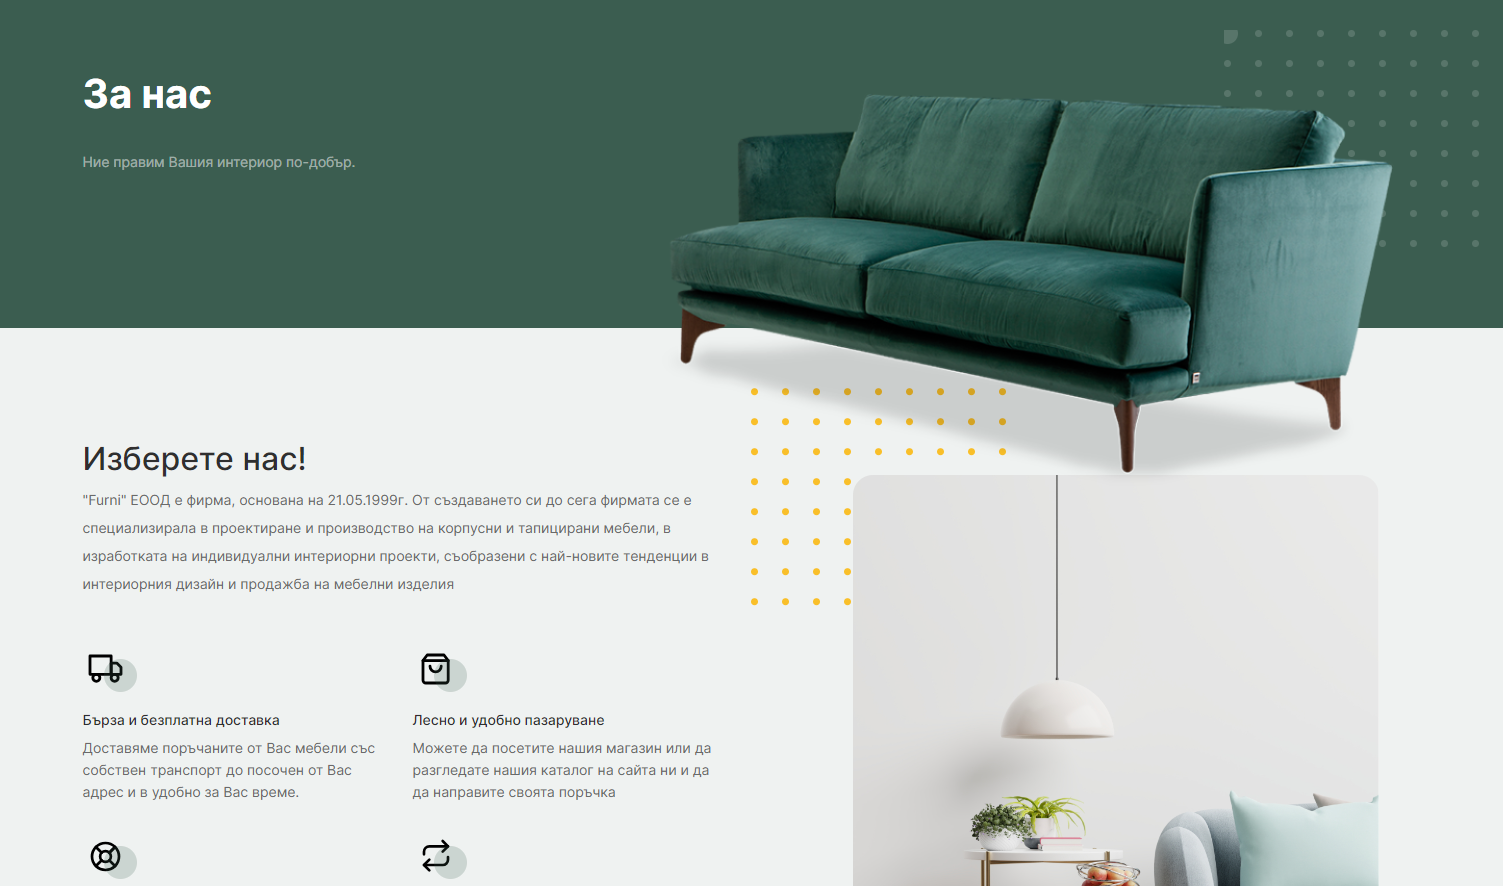 За нас
Ние правим Вашия интериор по-добър.
Изберете нас!
"Furni" ЕООД е фирма, основана на 21.05.1999г. От създаването си до сега фирмата се е
специализирала в проектиране и производство на корпусни и тапицирани мебели, в
изработката на индивидуални интериорни проекти, съобразени с най-новите тенденции в
интериорния дизайн и продажба на мебелни изделия
Бърза и безплатна доставка
Доставяме поръчаните от Вас мебели със
собствен транспорт до посочен от Вас
адрес и в удобно за Вас време.
Лесно и удобно пазаруване
Можете да посетите нашия магазин или да
разгледате нашия каталог на сайта ни и да
да направите своята поръчка